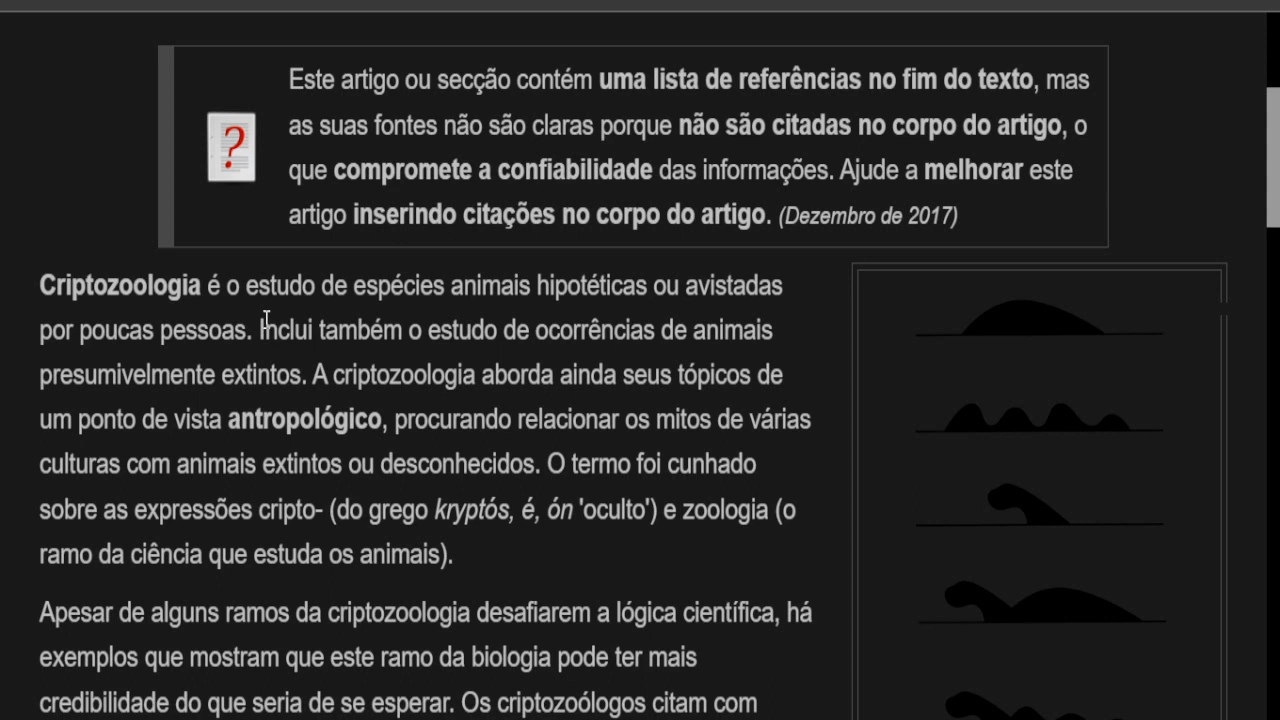 Este artigo ou secção contém uma lista de referências no fim do texto, mas
as suas fontes não são claras porque não são citadas no corpo do artigo, o
que compromete a confiabilidade das informações. Ajude a melhorar este
artigo inserindo citações no corpo do artigo. (Dezembro de 2017)
?
Criptozoologia é o estudo de espécies animais hipotéticas ou avistadas
por poucas pessoas. Inclui também o estudo de ocorrências de animais
presumivelmente extintos. A criptozoologia aborda ainda seus tópicos de
um ponto de vista antropológico, procurando relacionar os mitos de várias
culturas com animais extintos ou desconhecidos. O termo foi cunhado
sobre as expressões cripto- (do grego kryptós, é, ón 'oculto') e zoologia (o
ramo da ciência que estuda os animais).
Apesar de alguns ramos da criptozoologia desafiarem a lógica científica, há
exemplos que mostram que este ramo da biologia pode ter mais
credibilidade do que seria de se esperar. Os criptozoólogos citam com